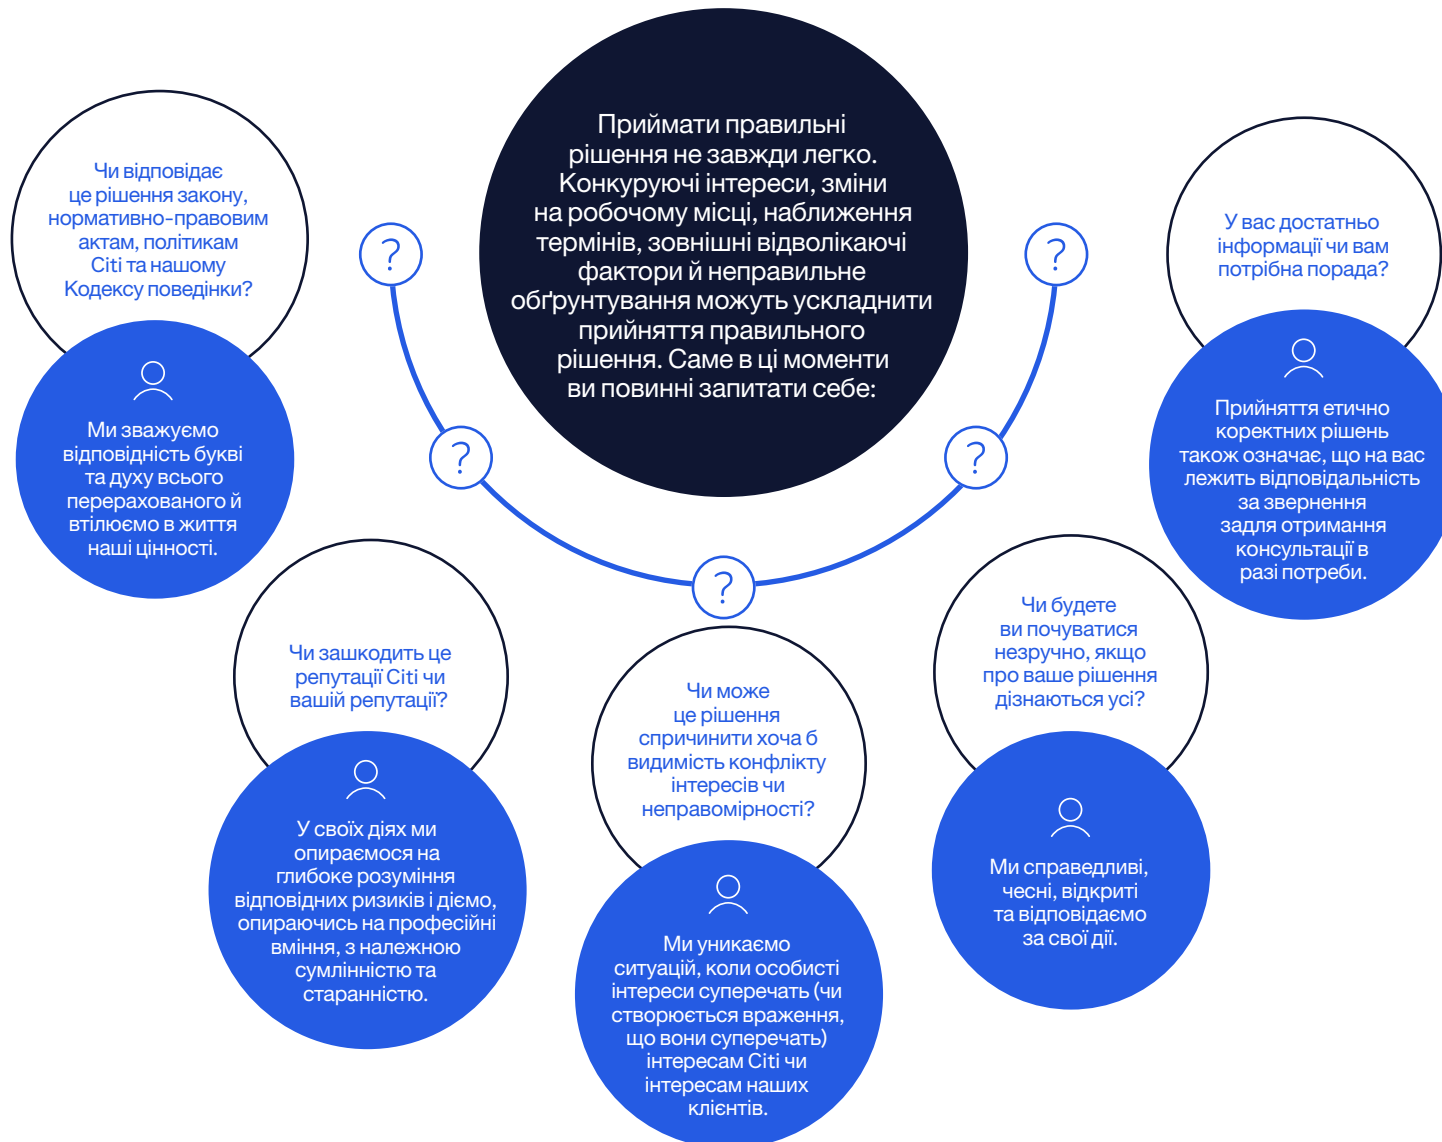 Приймати правильні
рішення не завжди легко.
Конкуруючі інтереси, зміни
на робочому місці, наближення
термінів, зовнішні відволікаючі
фактори й неправильне
обґрунтування можуть ускладнити
прийняття правильного
рішення. Саме в ці моменти
ви повинні запитати себе:
?
?
?
?
?
Чи відповідає
це рішення закону,
нормативно-правовим
актам, політикам
Citi та нашому
Кодексу поведінки?
Ми зважуємо
відповідність букві
та духу всього
перерахованого й
втілюємо в життя
наші цінності.
Чи зашкодить це
репутації Citi чи
вашій репутації?
У своїх діях ми
опираємося на
глибоке розуміння
відповідних ризиків і діємо,
опираючись на професійні
вміння, з належною
сумлінністю та
старанністю.
Чи може
це рішення
спричинити хоча б
видимість конфлікту
інтересів чи
неправомірності?
Ми уникаємо
ситуацій, коли особисті
інтереси суперечать (чи
створюється враження,
що вони суперечать)
інтересам Citi чи
інтересам наших
клієнтів.
Чи будете
ви почуватися
незручно, якщо
про ваше рішення
дізнаються усі?
Ми справедливі,
чесні, відкриті
та відповідаємо
за свої дії.
У вас достатньо
інформації чи вам
потрібна порада?
Прийняття етично
коректних рішень
також означає, що на вас
лежить відповідальність
за звернення
задля отримання
консультації в
разі потреби.